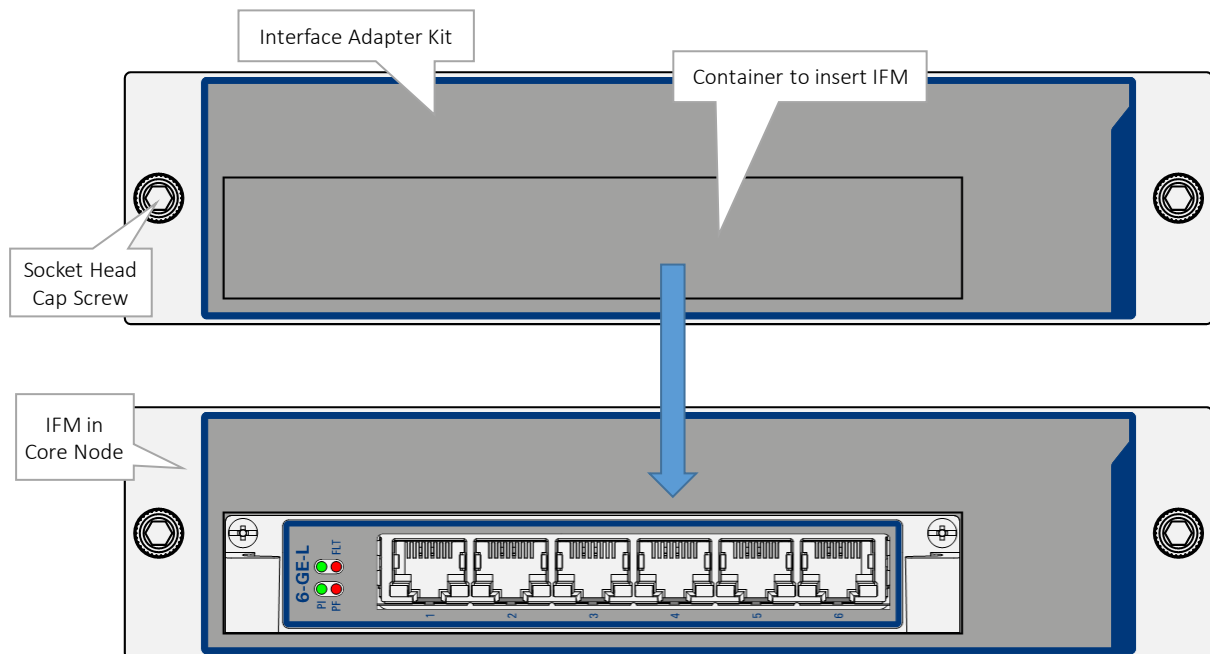 Interface Adapter Kit
Container to insert IFM
Socket Head
Cap Screw
IFM in
Core Node
6-GE-L
PI
PF
FLT
1
2
3
4
5
6